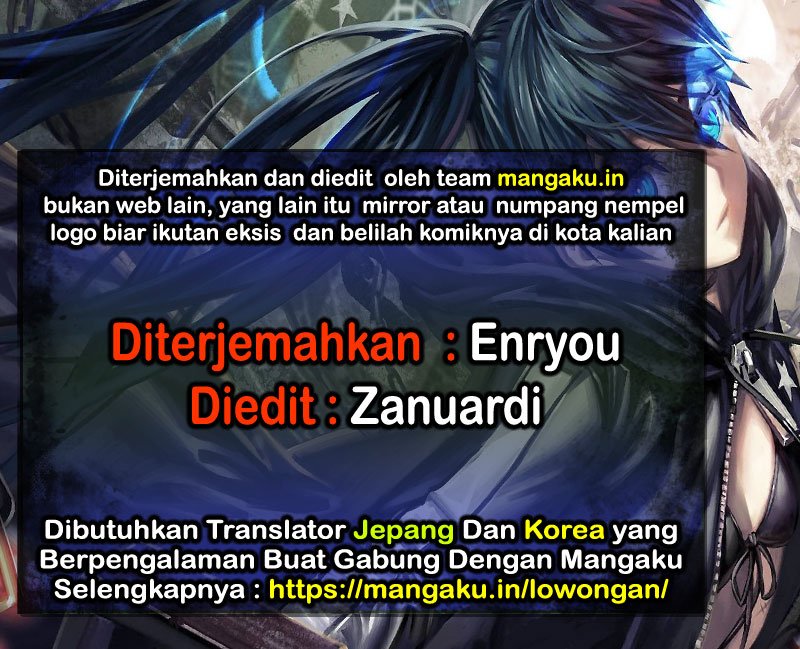 Diterjemahkan dan diedit oleh team mangaku.in
bukan web lain, yang lain itu mirror atau numpang nempel
logo biar ikutan eksis dan belilah komiknya di kota kalian
Diterjemahkan : Enryou
Diedit : Zanuardi
Dibutuhkan Translator Jepang Dan Korea yang
Berpengalaman Buat Gabung Dengan Mangaku
Selengkapnya : https://mangaku.in/lowongan/